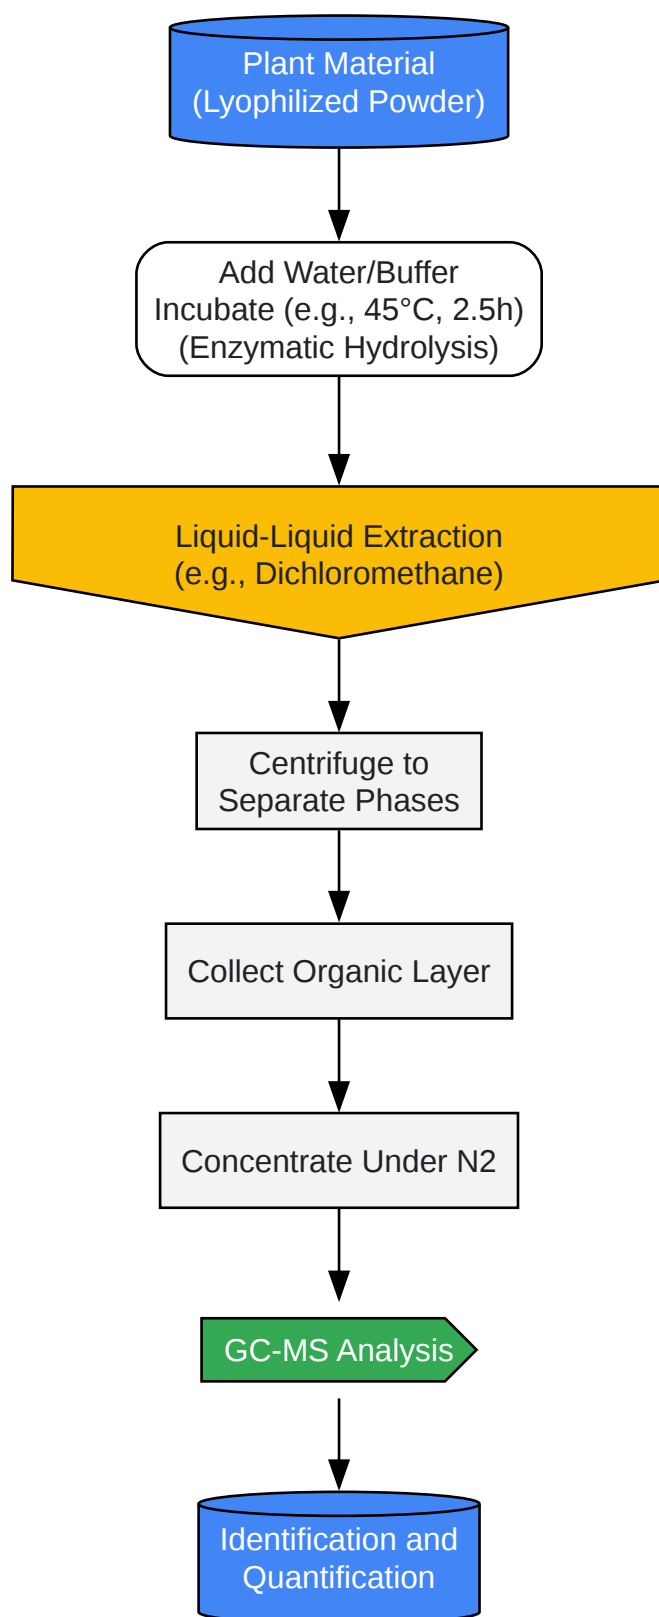 Plant Material
(Lyophilized Powder)
Add Water/Buffer
Incubate (e.g., 45°C, 2.5h)
(Enzymatic Hydrolysis)
Liquid-Liquid Extraction
(e.g., Dichloromethane)
Centrifuge to
Separate Phases
Collect Organic Layer
Concentrate Under N2
GC-MS Analysis
Identification and
Quantification